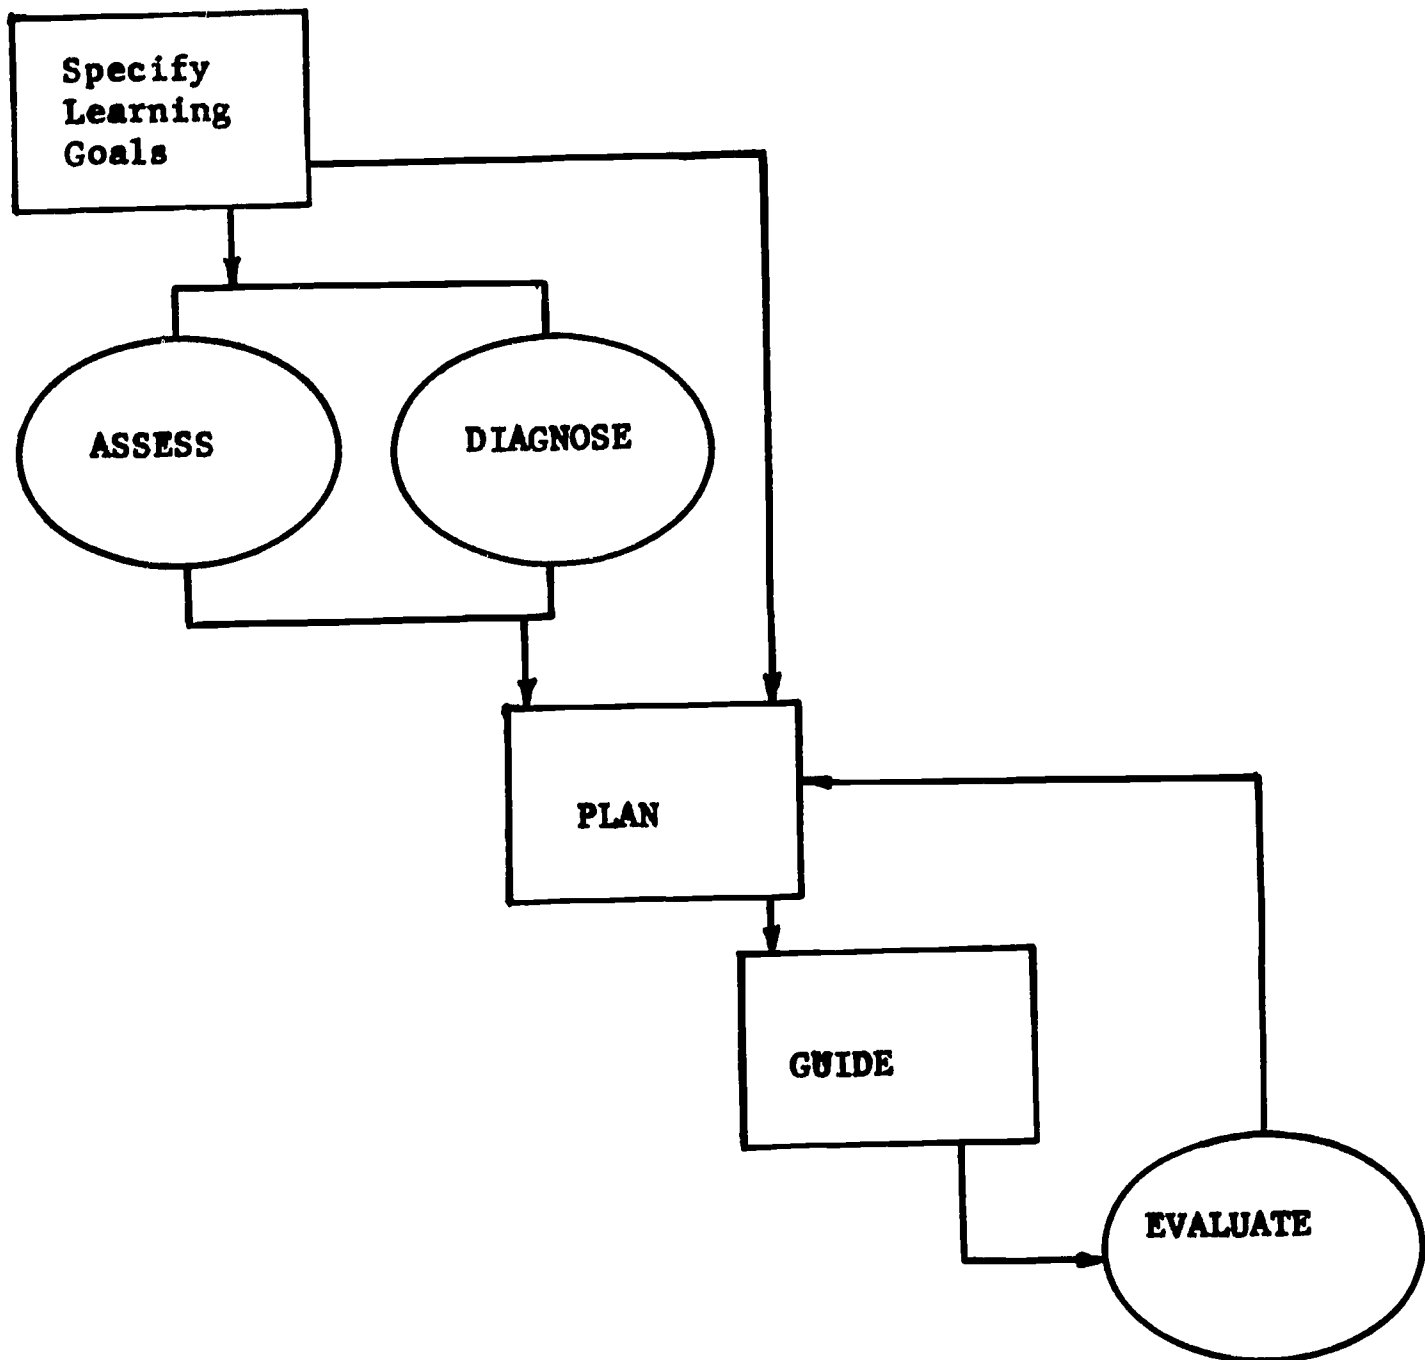 Specify
Learning
Goals
ASSESS
DIAGNOSE
PLAN
GUIDE
EVALUATE